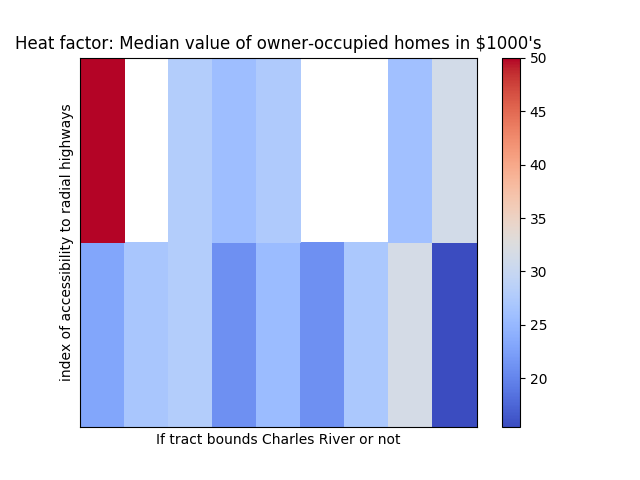 Heat factor: Median value of owner-occupied homes in $1000's
index of accessibility to radial highways
If tract bounds Charles River or not
50
45
40
35
30
25
20